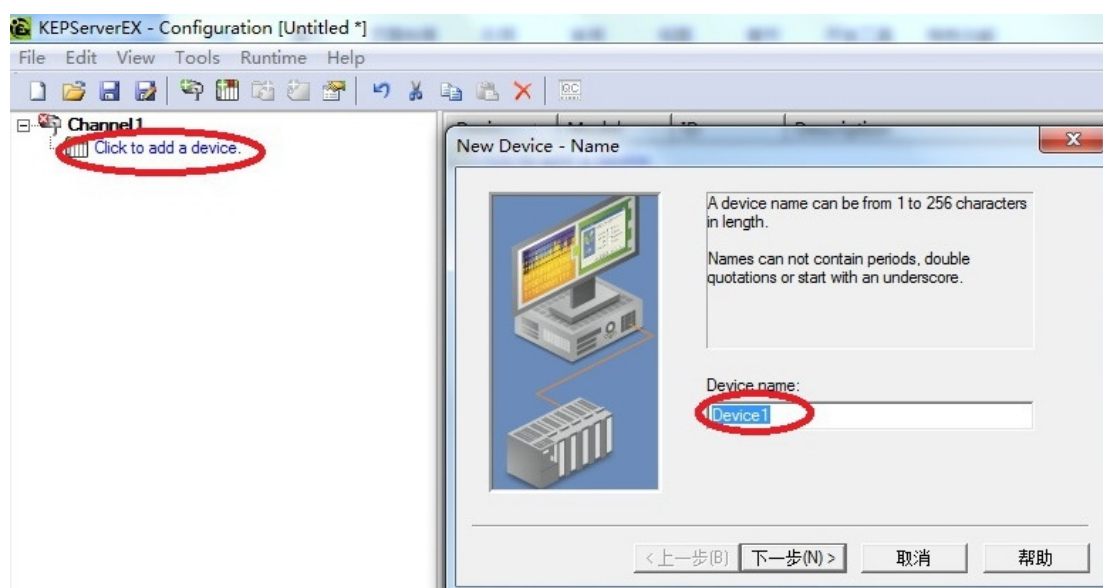 KEPServerEX - Configuration [Untitled *]
File Edit View Tools Runtime Help
Channel1
Click to add a device.
New Device - Name
A device name can be from 1 to 256 characters
in length.
Names can not contain periods, double
quotations or start with an underscore.
Device name:
Device1
<上一步(B) 下一步(N)> 取消 帮助